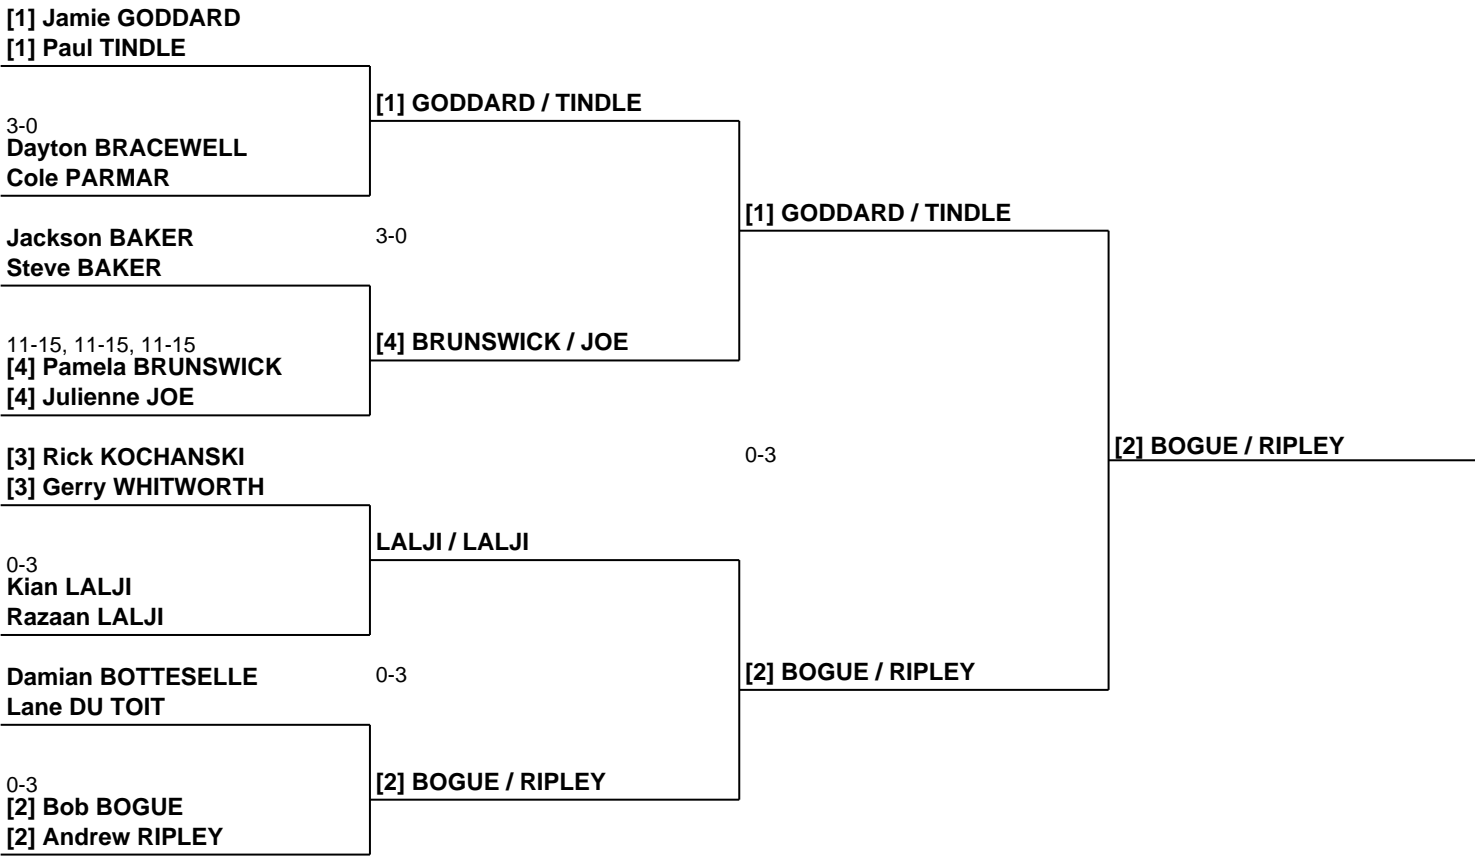 [1] Jamie GODDARD
[1] Paul TINDLE
[1] GODDARD / TINDLE
3-0
Dayton BRACEWELL
Cole PARMAR
[1] GODDARD / TINDLE
Jackson BAKER
3-0
Steve BAKER
11-15, 11-15, 11-15
[4] BRUNSWICK / JOE
[4] Pamela BRUNSWICK
[4] Julienne JOE
[3] Rick KOCHANSKI
0-3
[2] BOGUE / RIPLEY
[3] Gerry WHITWORTH
LALJI / LALJI
0-3
Kian LALJI
Razaan LALJI
Damian BOTTESELLE
0-3
[2] BOGUE / RIPLEY
Lane DU TOIT
0-3
[2] BOGUE / RIPLEY
[2] Bob BOGUE
[2] Andrew RIPLEY